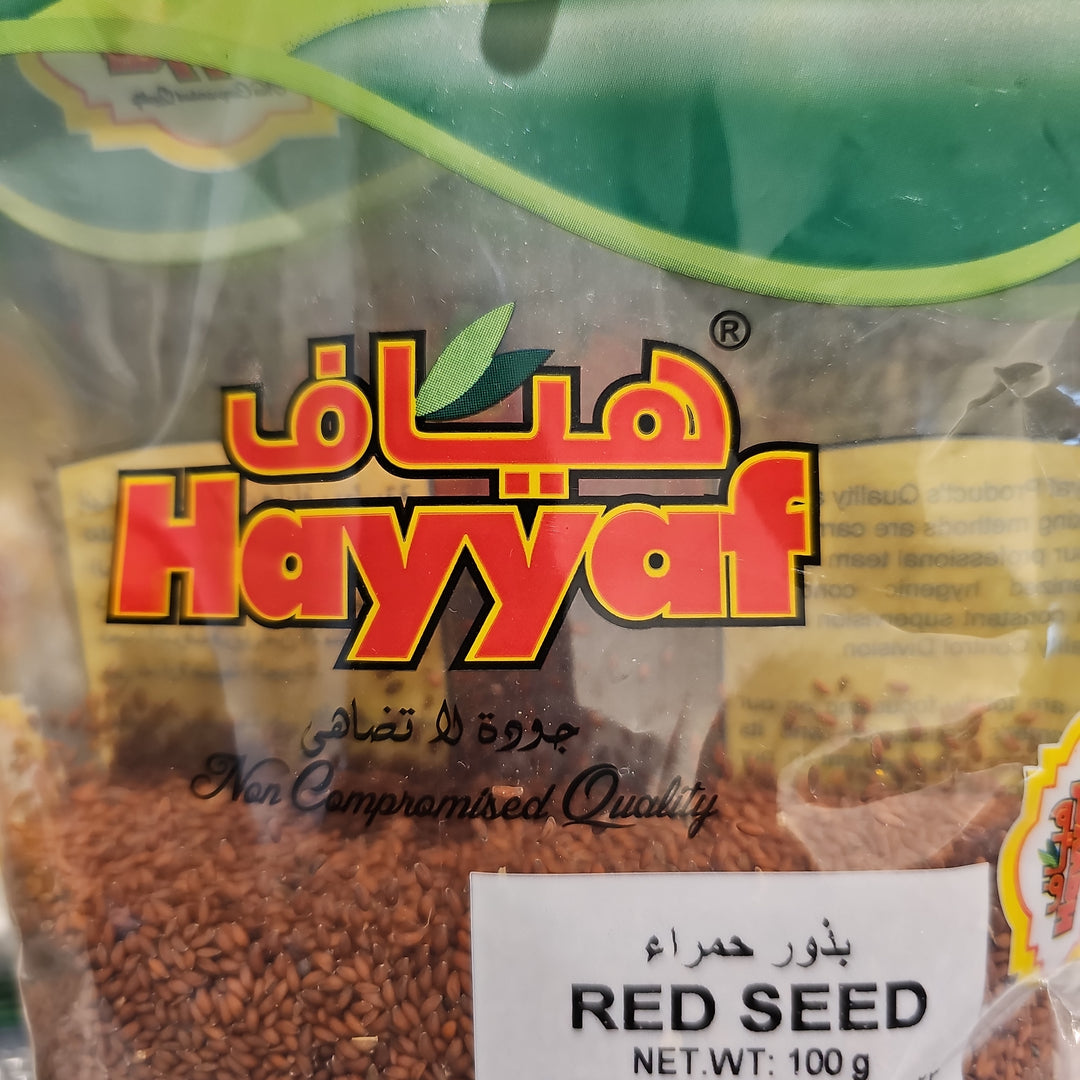 هياف
®
Hayyaf
جودة لا تضاهى
Non Compromised Quality
بذور حمراء
RED SEED
NET.WT: 100 g